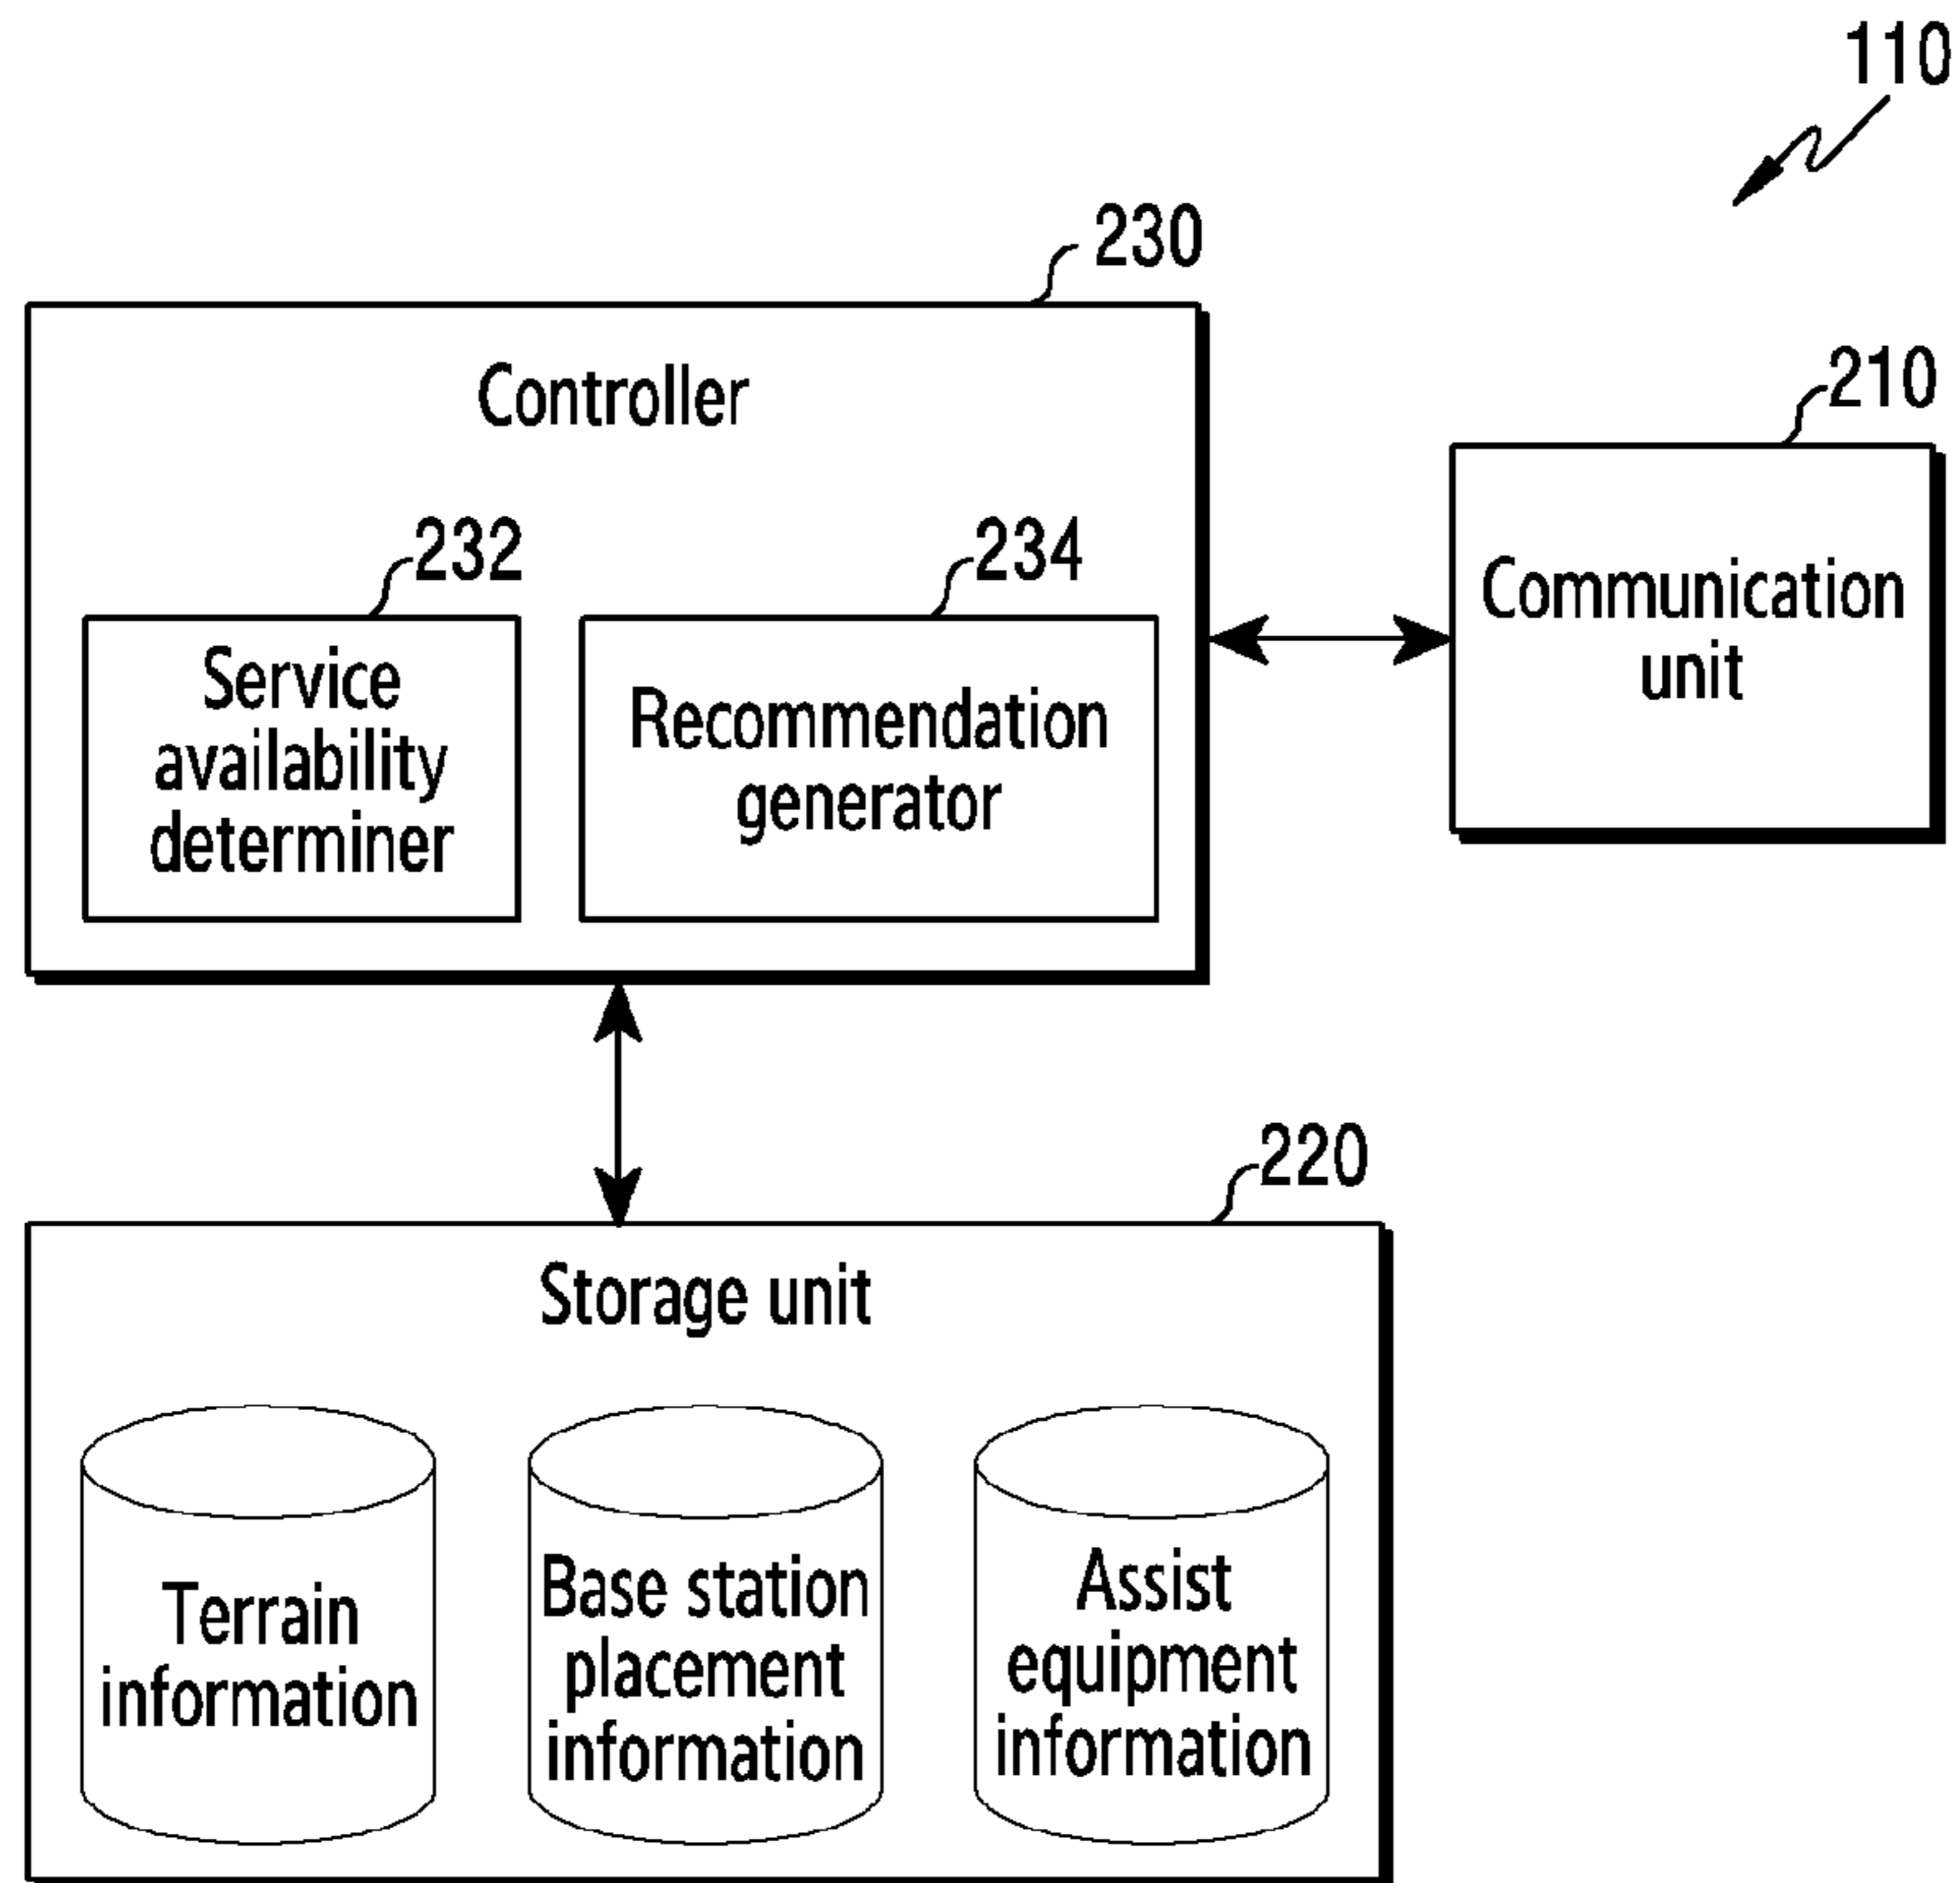 110
230
Controller
210
Communication
unit
232
234
Service
availability
determiner
Recommendation
generator
220
Storage unit
Terrain
information
Base station
placement
information
Assist
equipment
information